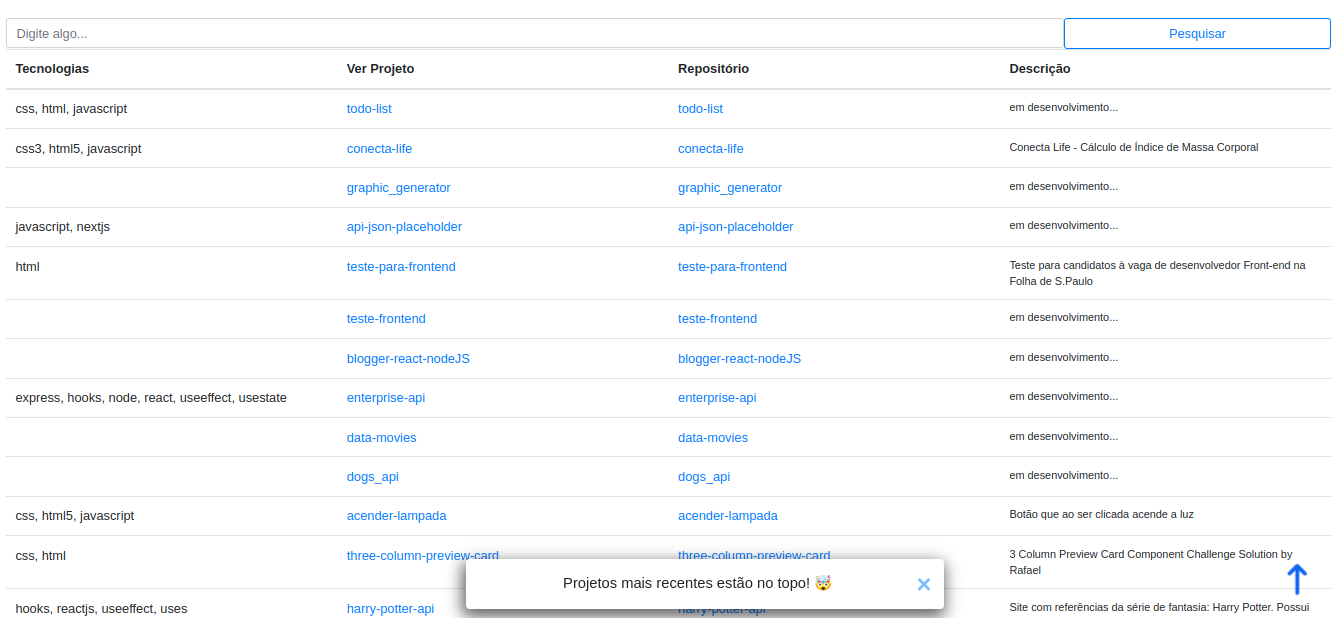 Digite algo... Pesquisar
Tecnologias Ver Projeto Repositório Descrição
css, html, javascript todo-list todo-list em desenvolvimento...
css3, html5, javascript conecta-life conecta-life Conecta Life - Cálculo de Índice de Massa Corporal
graphic_generator graphic_generator em desenvolvimento...
javascript, nextjs api-json-placeholder api-json-placeholder em desenvolvimento...
html teste-para-frontend teste-para-frontend Teste para candidatos à vaga de desenvolvedor Front-end na
Folha de S.Paulo
teste-frontend teste-frontend em desenvolvimento...
blogger-react-nodeJS blogger-react-nodeJS em desenvolvimento...
express, hooks, node, react, useeffect, usestate enterprise-api enterprise-api em desenvolvimento...
data-movies data-movies em desenvolvimento...
dogs_api dogs_api em desenvolvimento...
css, html5, javascript acender-lampada acender-lampada Botão que ao ser clicada acende a luz
css, html three-column-preview-card three-column-preview-card 3 Column Preview Card Component Challenge Solution by
Rafael
Projetos mais recentes estão no topo! 🤯 ×
hooks, reactjs, useeffect, uses harry-potter-api harry-potter-api Site com referências da série de fantasia: Harry Potter. Possui